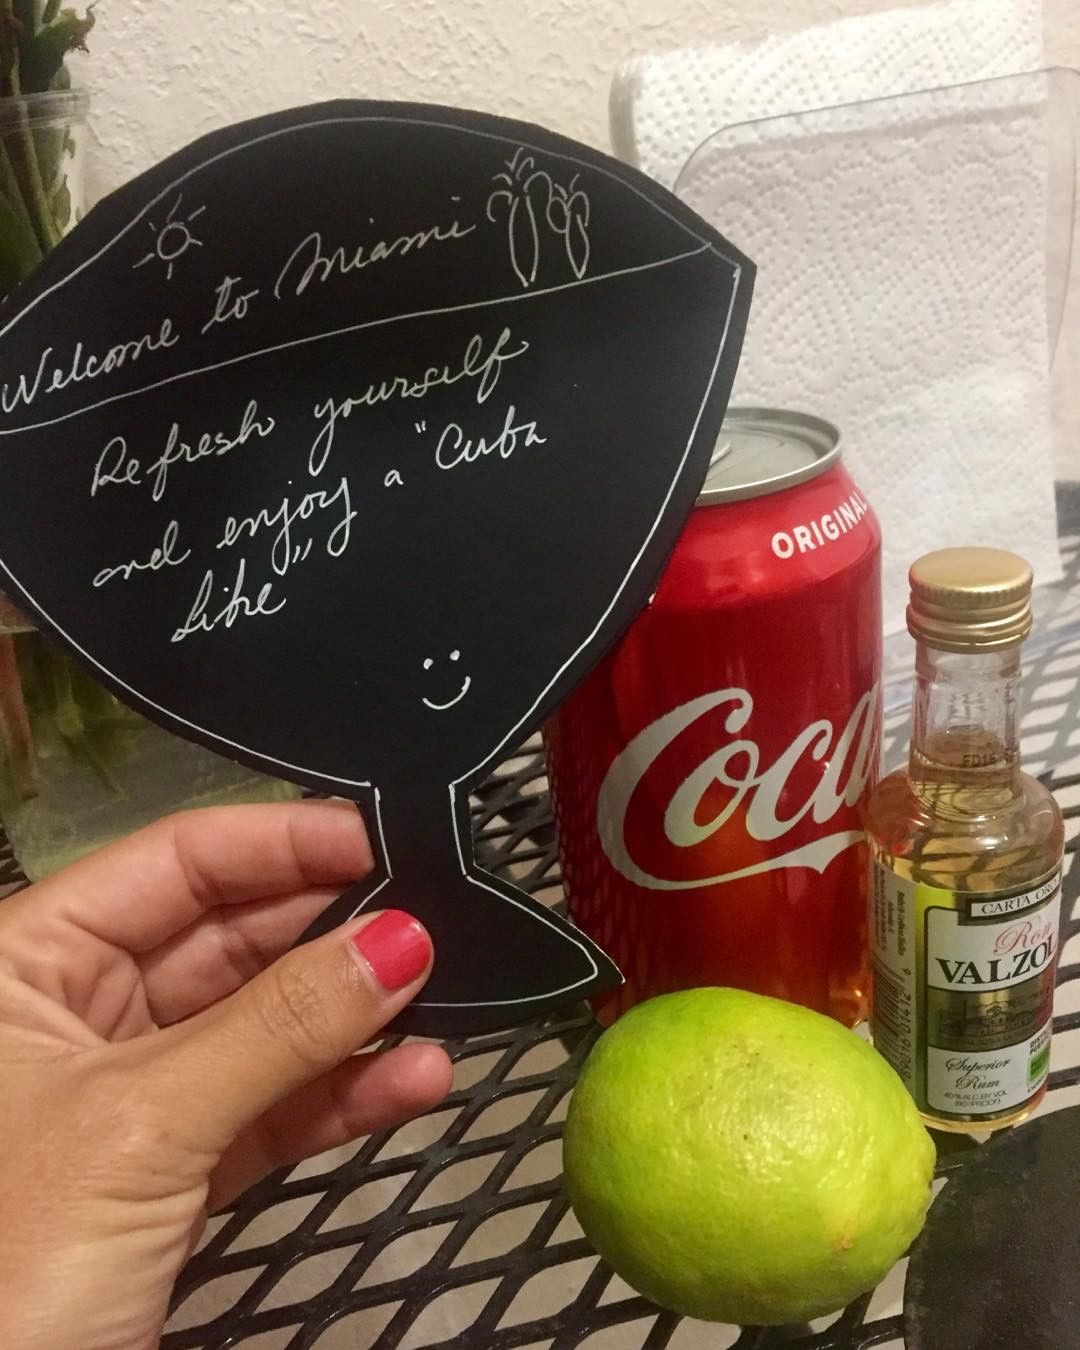 Welcome to Miami
Refresh yourself
and enjoy a "Cuba
Libre"
ORIGINAL
Coca
CARTA ORO
Ron
VALZOL
Superior
Rum
40% ALC. BY VOL
(80 PROOF)